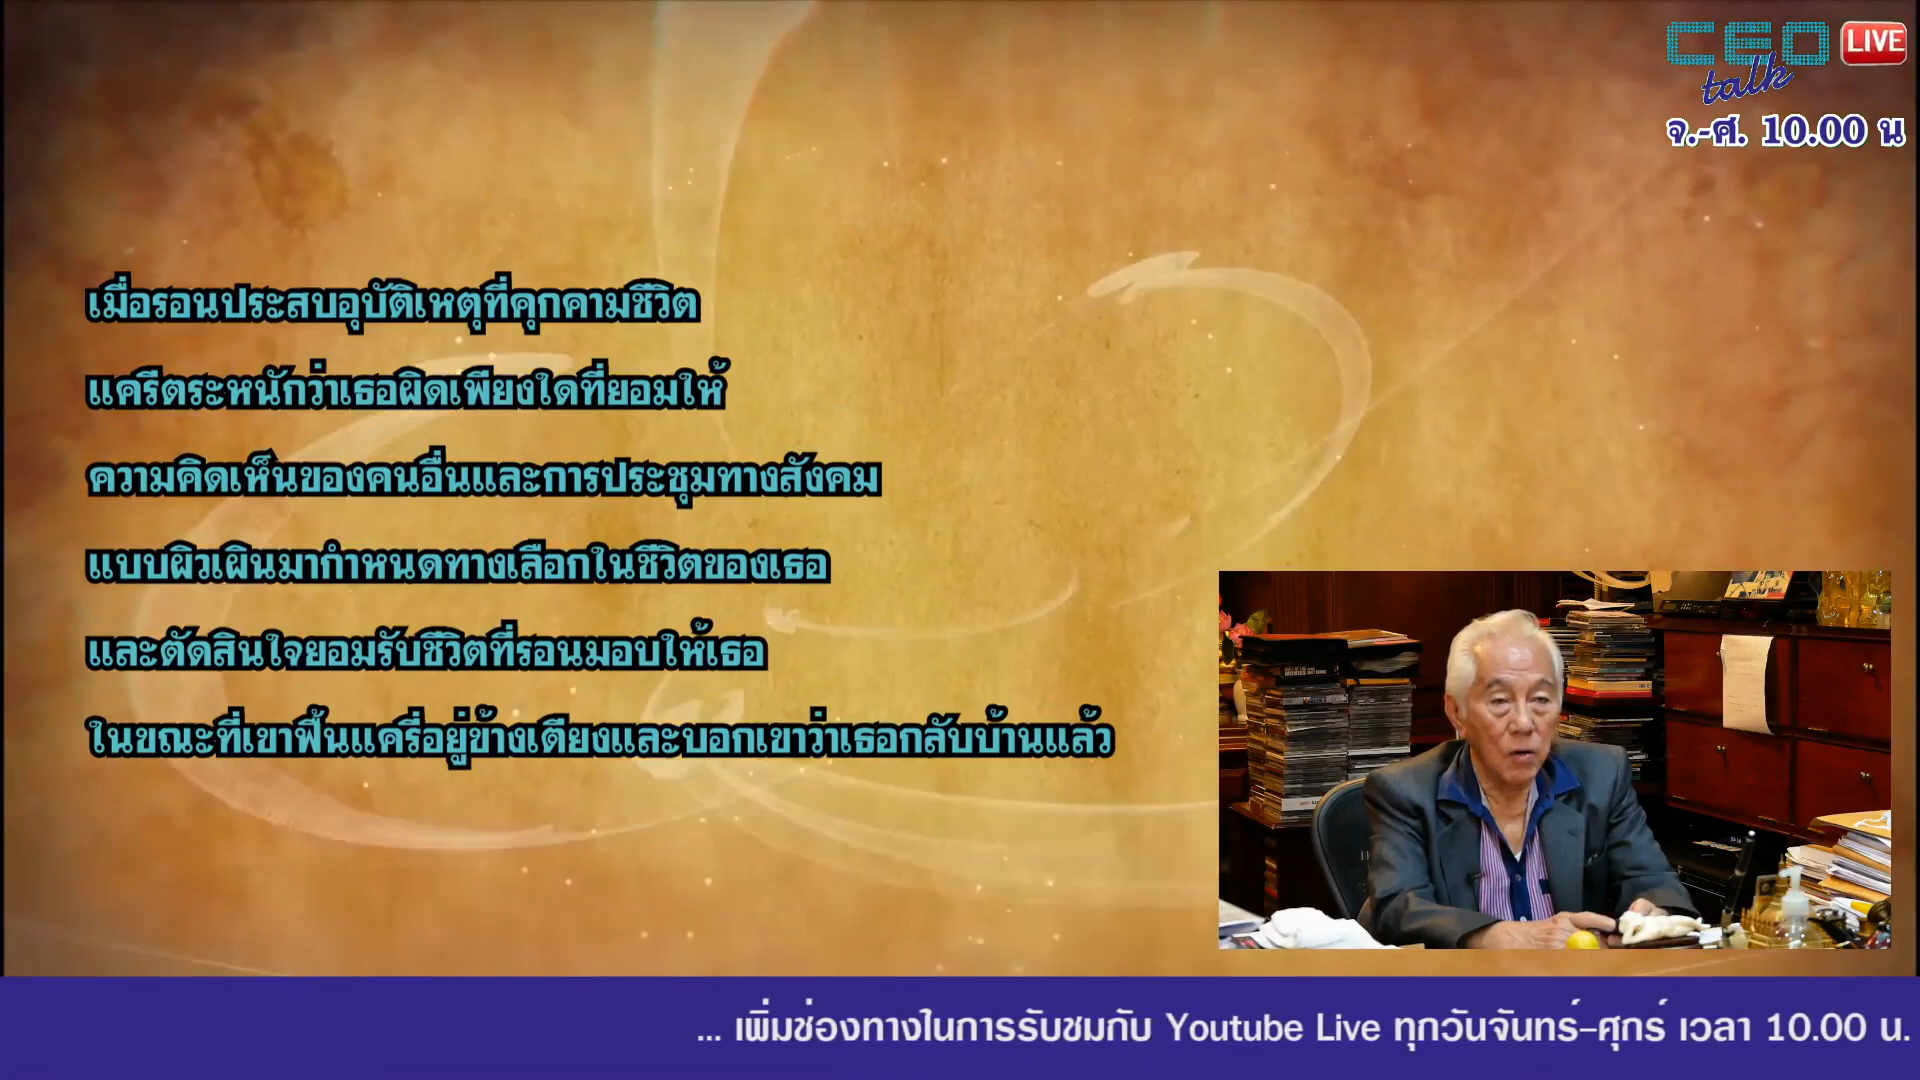 CEO
LIVE
talk
จ.-ศ. 10.00 น
เมื่อรอนประสบอุบัติเหตุที่คุกคามชีวิต
แครีตระหนักว่าเธอผิดเพียงใดที่ยอมให้
ความคิดเห็นของคนอื่นและการประชุมทางสังคม
แบบผิวเผินมากำหนดทางเลือกในชีวิตของเธอ
และตัดสินใจยอมรับชีวิตที่รอนมอบให้เธอ
ในขณะที่เขาฟื้นแครี่อยู่ข้างเตียงและบอกเขาว่าเธอกลับบ้านแล้ว
... เพิ่มช่องทางในการรับชมกับ Youtube Live ทุกวันจันทร์-ศุกร์ เวลา 10.00 น.